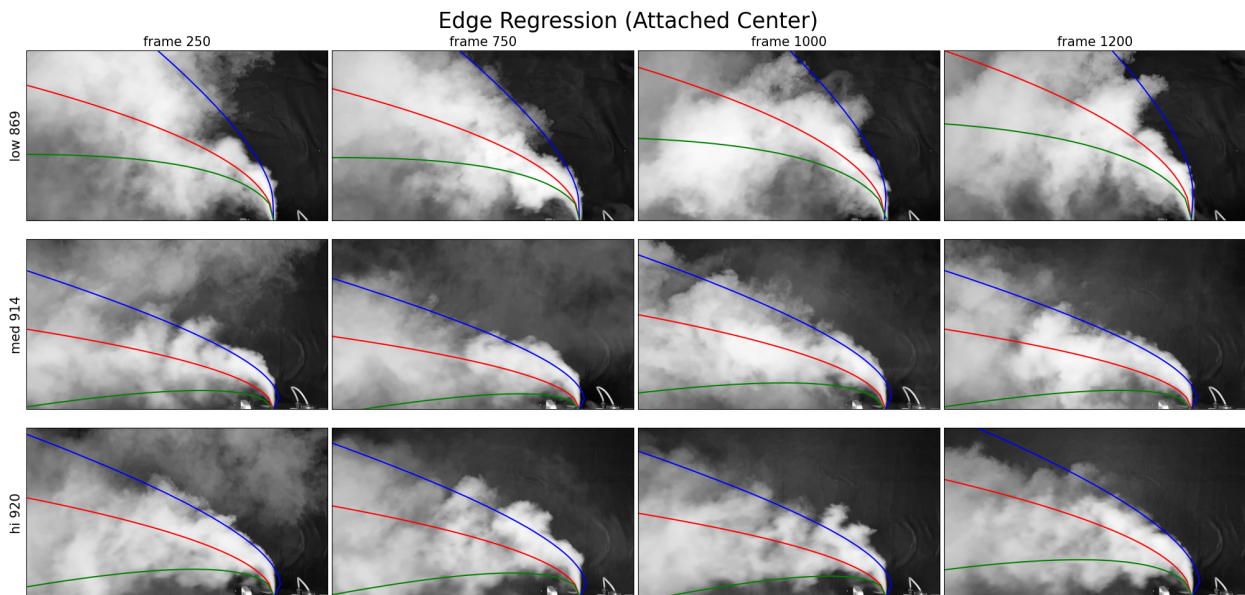 Edge Regression (Attached Center)
frame 250
frame 750
frame 1000
frame 1200
low 869
med 914
hi 920